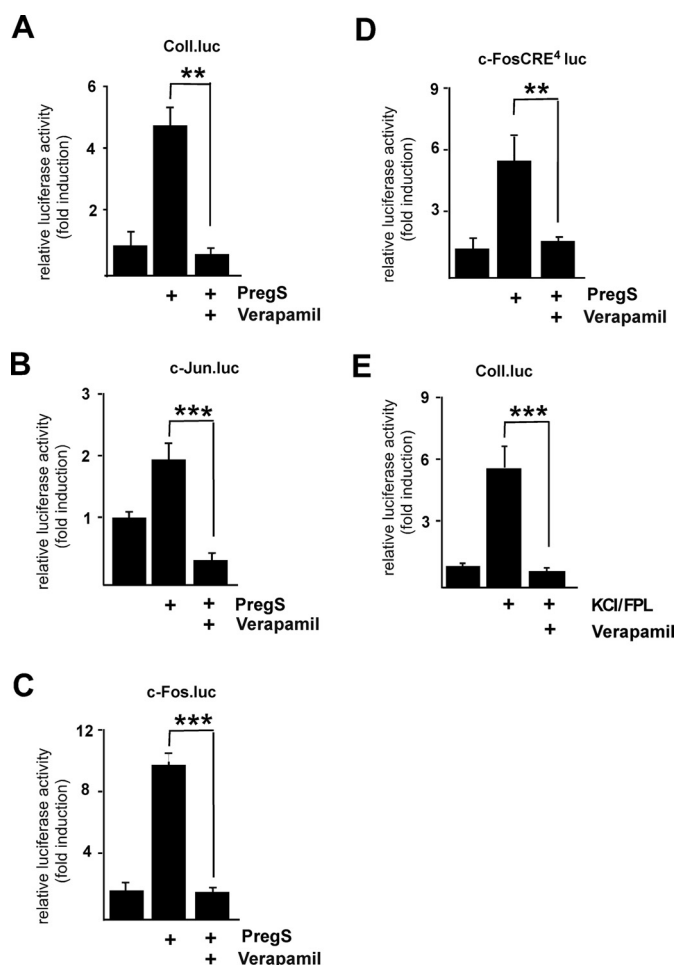 A
Coll.luc
relative luciferase activity
(fold induction)
6
4
2
**
+ + PregS
+ Verapamil
B
c-Jun.luc
relative luciferase activity
(fold induction)
3
2
1
***
+ + PregS
+ Verapamil
C
c-Fos.luc
relative luciferase activity
(fold induction)
12
8
4
***
+ + PregS
+ Verapamil
D
c-FosCRE⁴ luc
relative luciferase activity
(fold induction)
9
6
3
**
+ + PregS
+ Verapamil
E
Coll.luc
relative luciferase activity
(fold induction)
9
6
3
***
+ + KCl/FPL
+ Verapamil